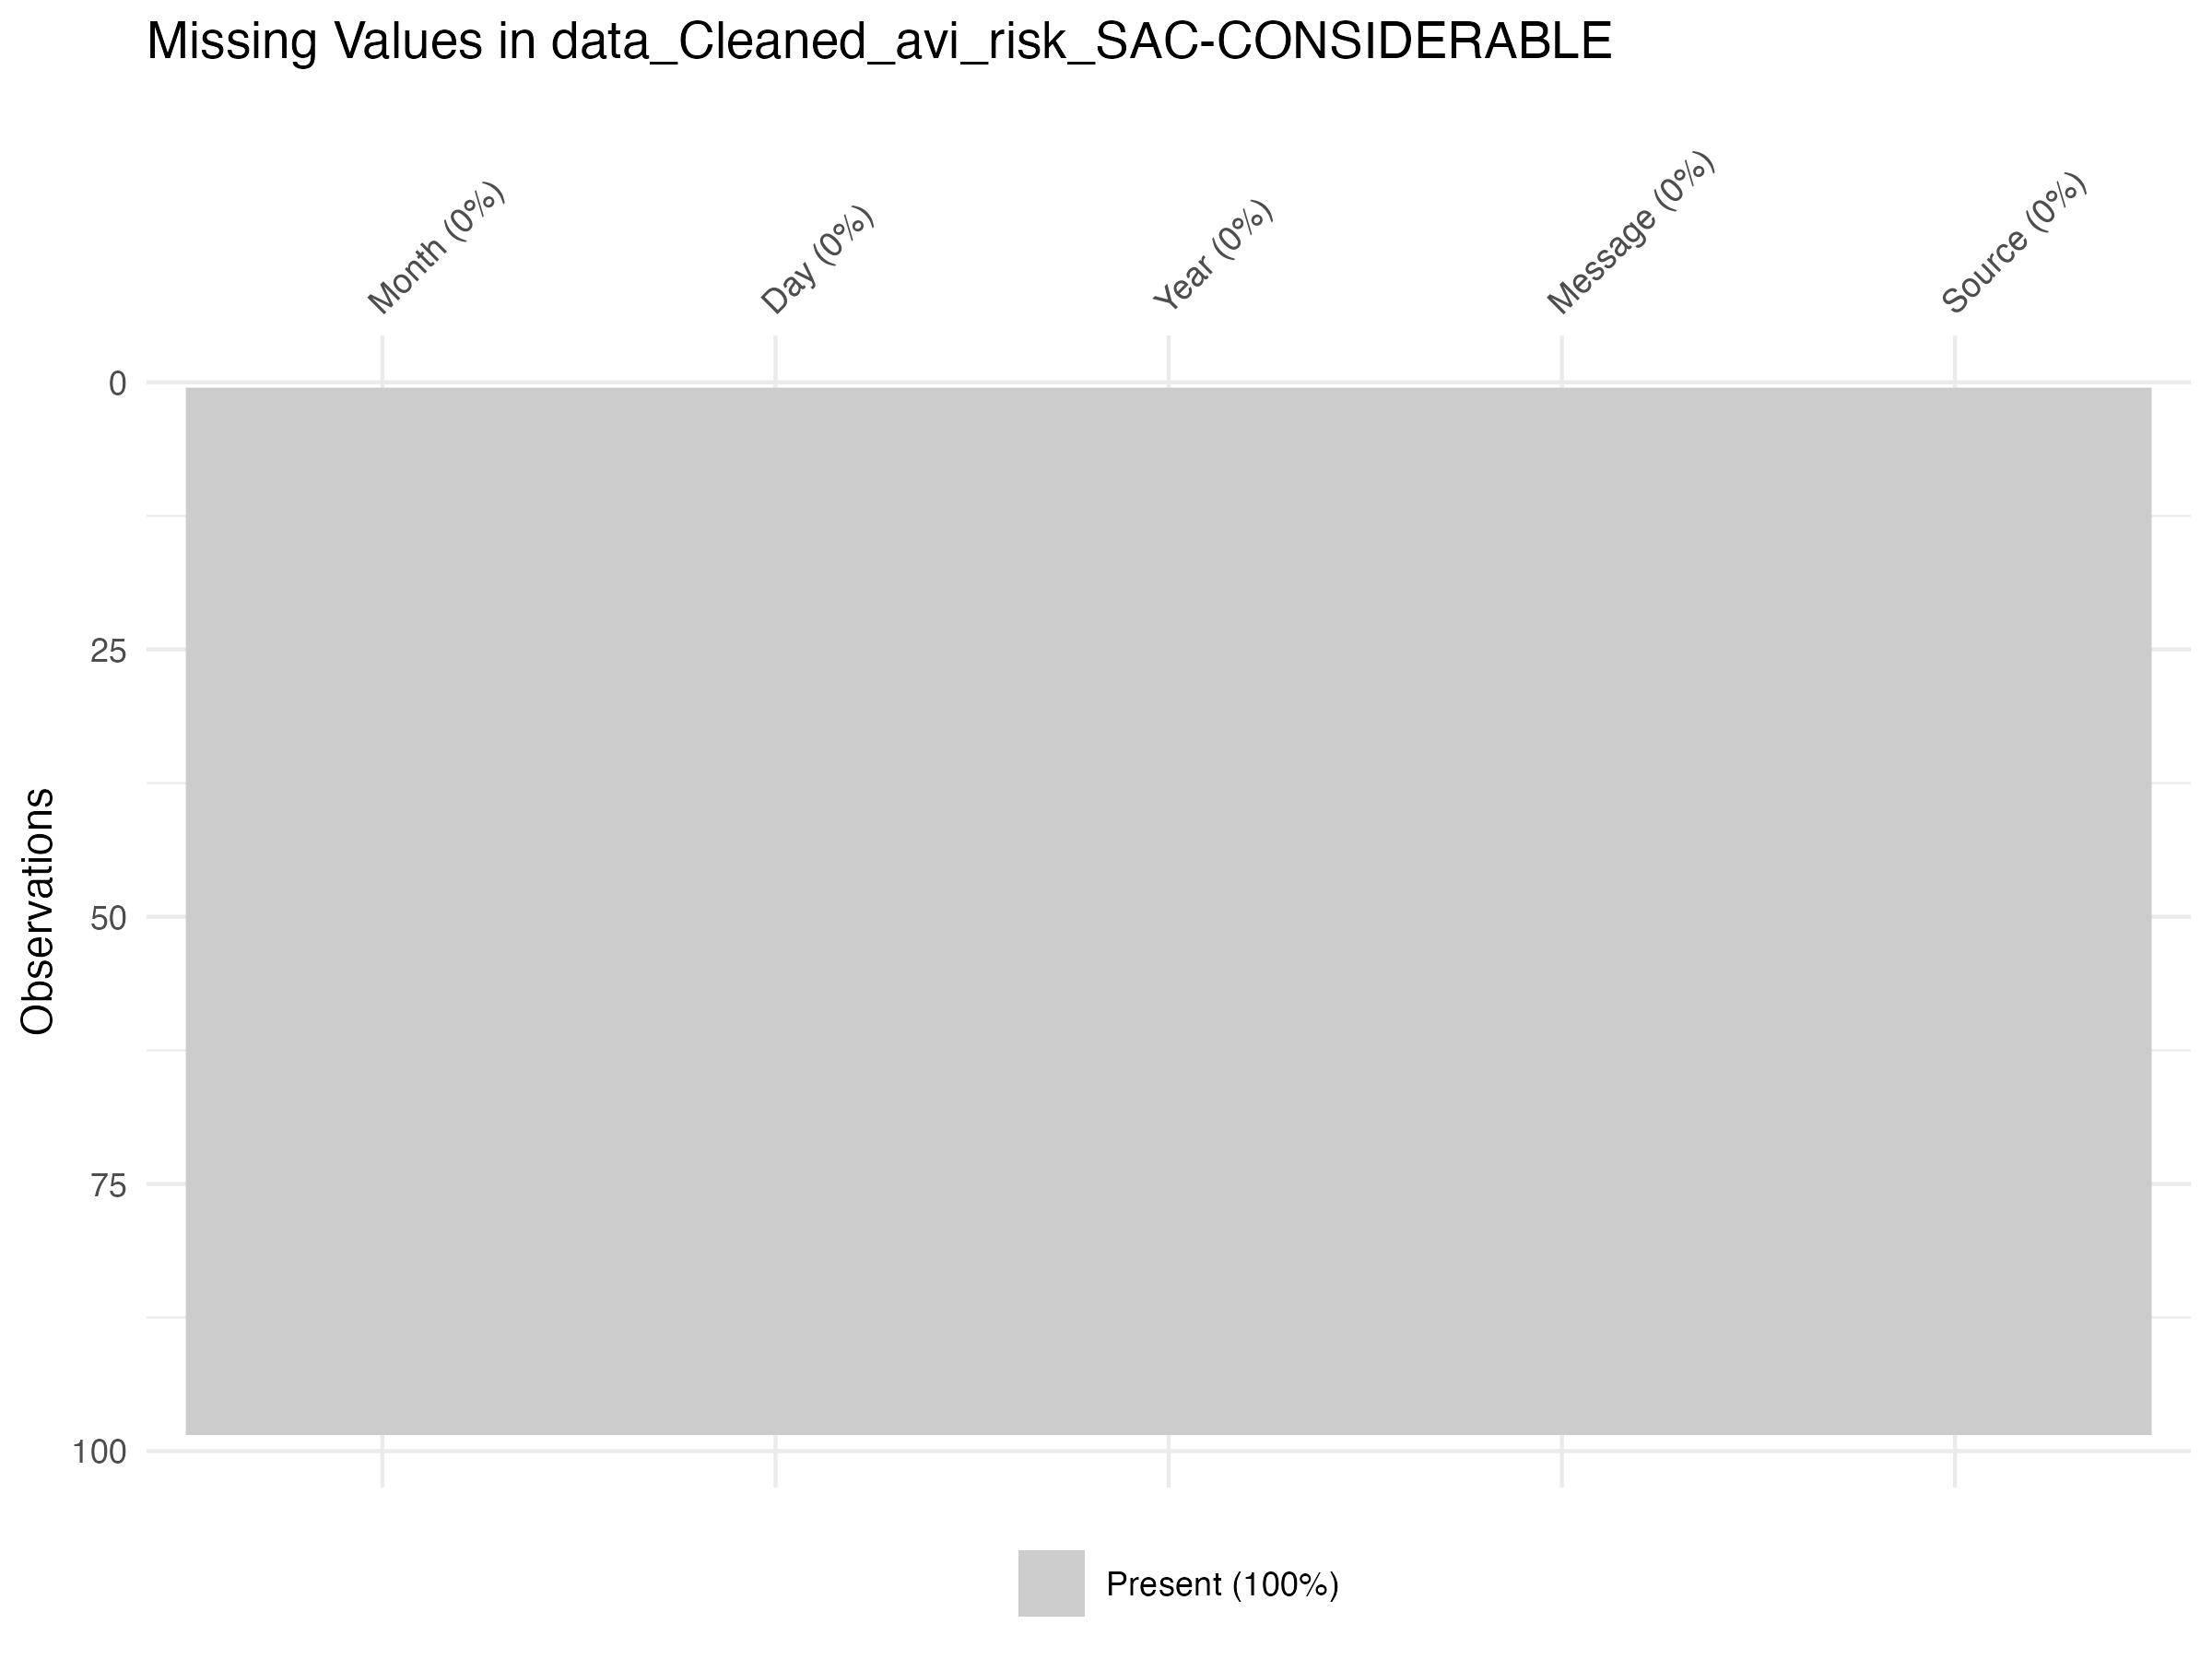 Missing Values in data_Cleaned_avi_risk_SAC-CONSIDERABLE
Month (0%)
Day (0%)
Year (0%)
Message (0%)
Source (0%)
0
25
50
75
100
Observations
Present (100%)